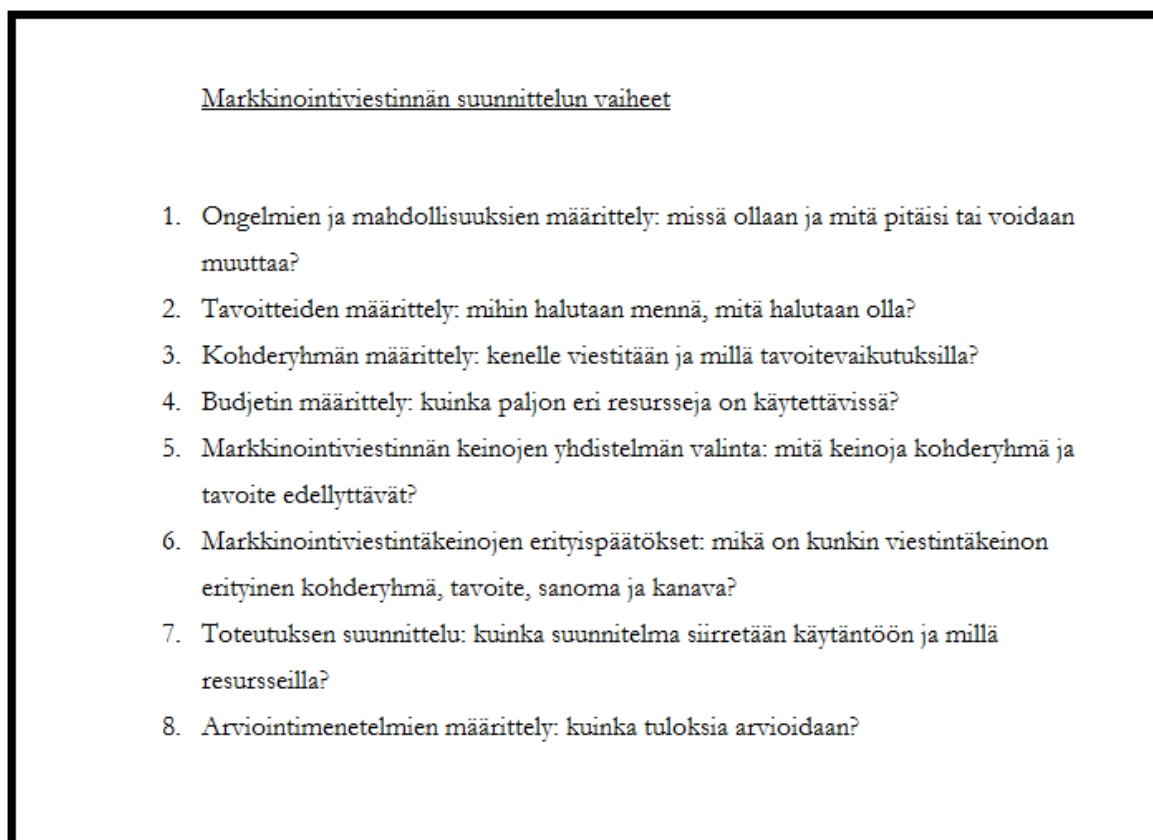 Markkinointiviestinnän suunnittelun vaiheet
1. Ongelmien ja mahdollisuuksien määrittely: missä ollaan ja mitä pitäisi tai voidaan
muuttaa?
2. Tavoitteiden määrittely: mihin halutaan mennä, mitä halutaan olla?
3. Kohderyhmän määrittely: kenelle viestitään ja millä tavoitevaikutuksilla?
4. Budjetin määrittely: kuinka paljon eri resursseja on käytettävissä?
5. Markkinointiviestinnän keinojen yhdistelmän valinta: mitä keinoja kohderyhmä ja
tavoite edellyttävät?
6. Markkinointiviestintäkeinojen erityispäätökset: mikä on kunkin viestintäkeinon
erityinen kohderyhmä, tavoite, sanoma ja kanava?
7. Toteutuksen suunnittelu: kuinka suunnitelma siirretään käytäntöön ja millä
resursseilla?
8. Arviointimenetelmien määrittely: kuinka tuloksia arvioidaan?